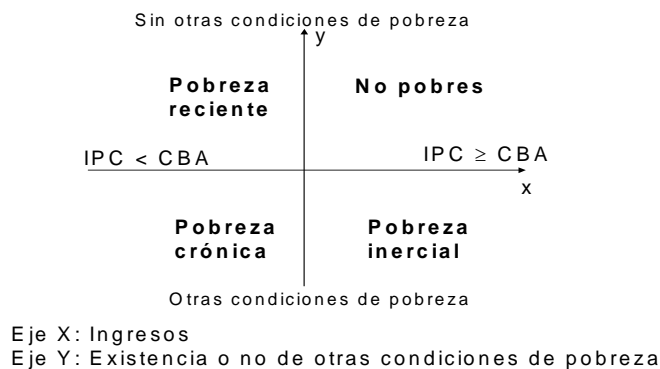 Sin otras condiciones de pobreza
y
Pobreza
reciente
No pobres
IPC < CBA
IPC ≥ CBA
x
Pobreza
crónica
Pobreza
inercial
Otras condiciones de pobreza
Eje X: Ingresos
Eje Y: Existencia o no de otras condiciones de pobreza